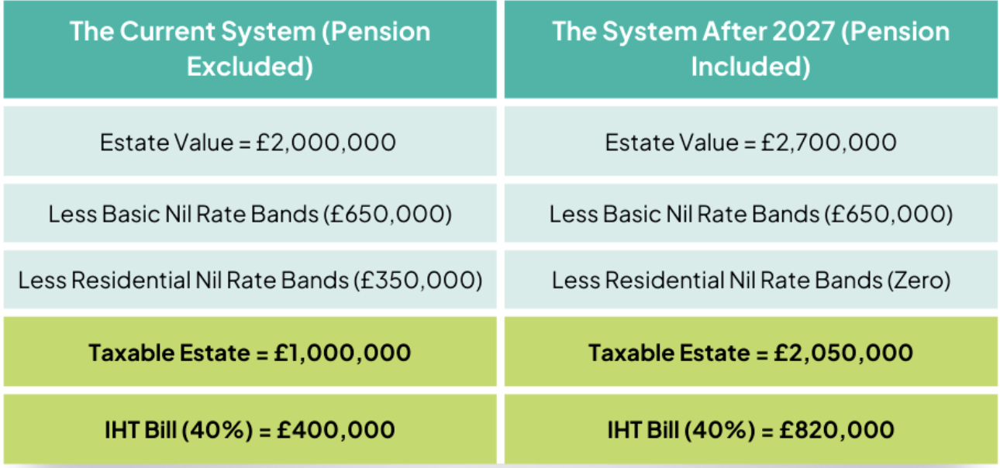 The Current System (Pension
Excluded)
The System After 2027 (Pension
Included)
Estate Value = £2,000,000
Estate Value = £2,700,000
Less Basic Nil Rate Bands (£650,000)
Less Basic Nil Rate Bands (£650,000)
Less Residential Nil Rate Bands (£350,000)
Less Residential Nil Rate Bands (Zero)
Taxable Estate = £1,000,000
Taxable Estate = £2,050,000
IHT Bill (40%) = £400,000
IHT Bill (40%) = £820,000